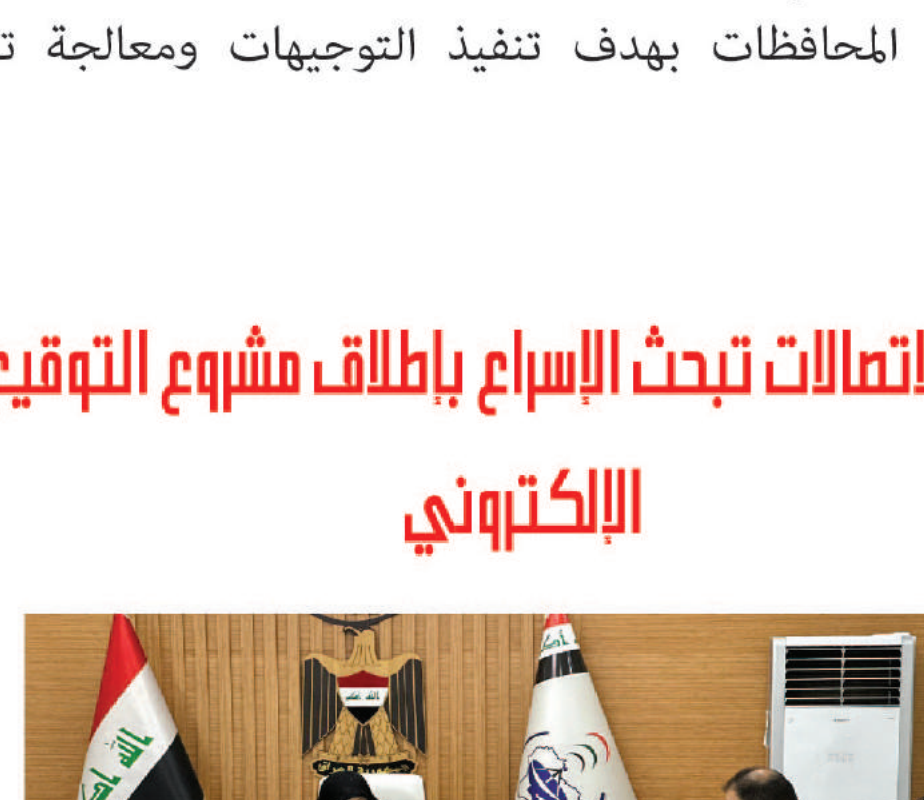 المحافظات بهدف تنفيذ التوجيهات ومعالجة
تبحث الإسراع بإطلاق مشروع
الإلكتروني